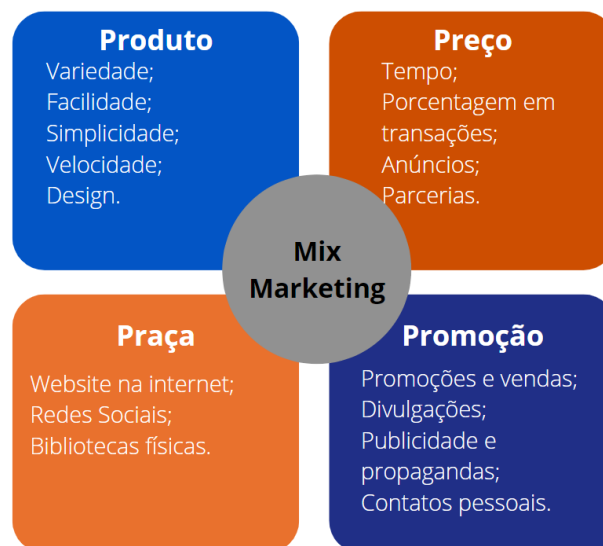 Produto
Variedade;
Facilidade;
Simplicidade;
Velocidade;
Design.
Preço
Tempo;
Porcentagem em
transações;
Anúncios;
Parcerias.
Mix
Marketing
Praça
Website na internet;
Redes Sociais;
Bibliotecas físicas.
Promoção
Promoções e vendas;
Divulgações;
Publicidade e
propagandas;
Contatos pessoais.